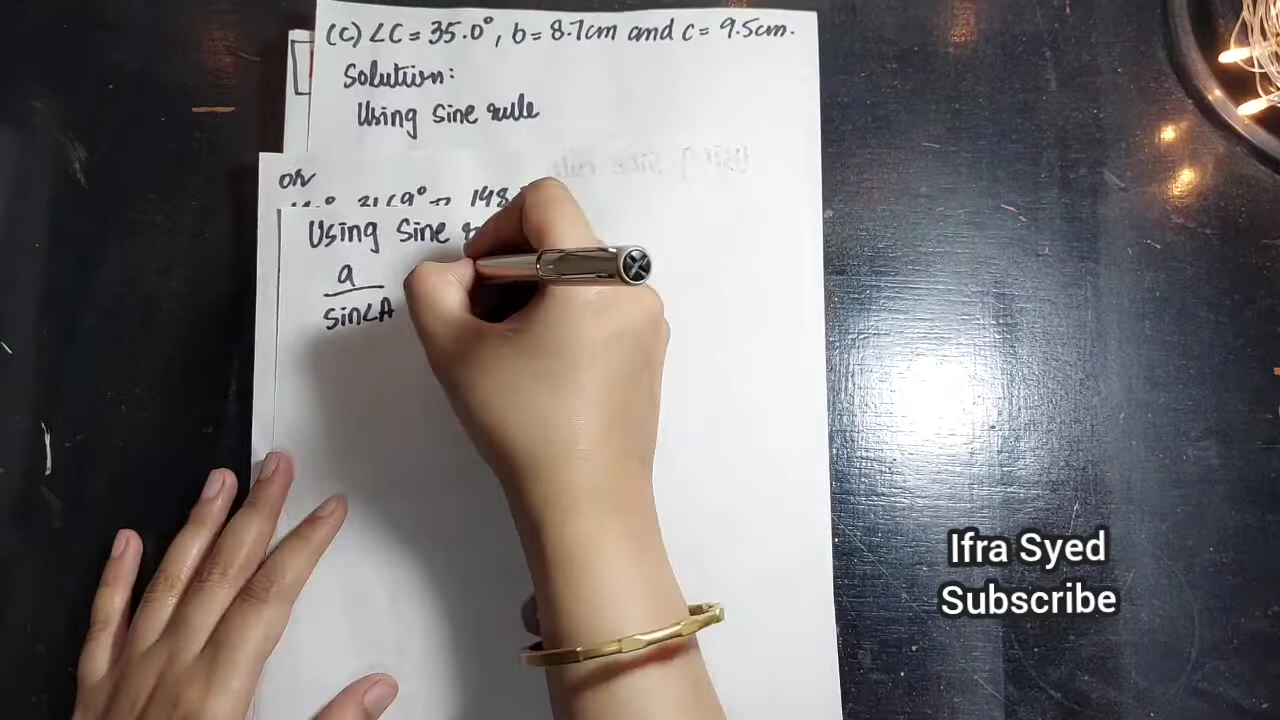 (C) ∠C = 35.0°, b = 8.7cm and c = 9.5cm.
Solution:
Using sine rule
or
Using Sine
a
sin∠A
Ifra Syed
Subscribe